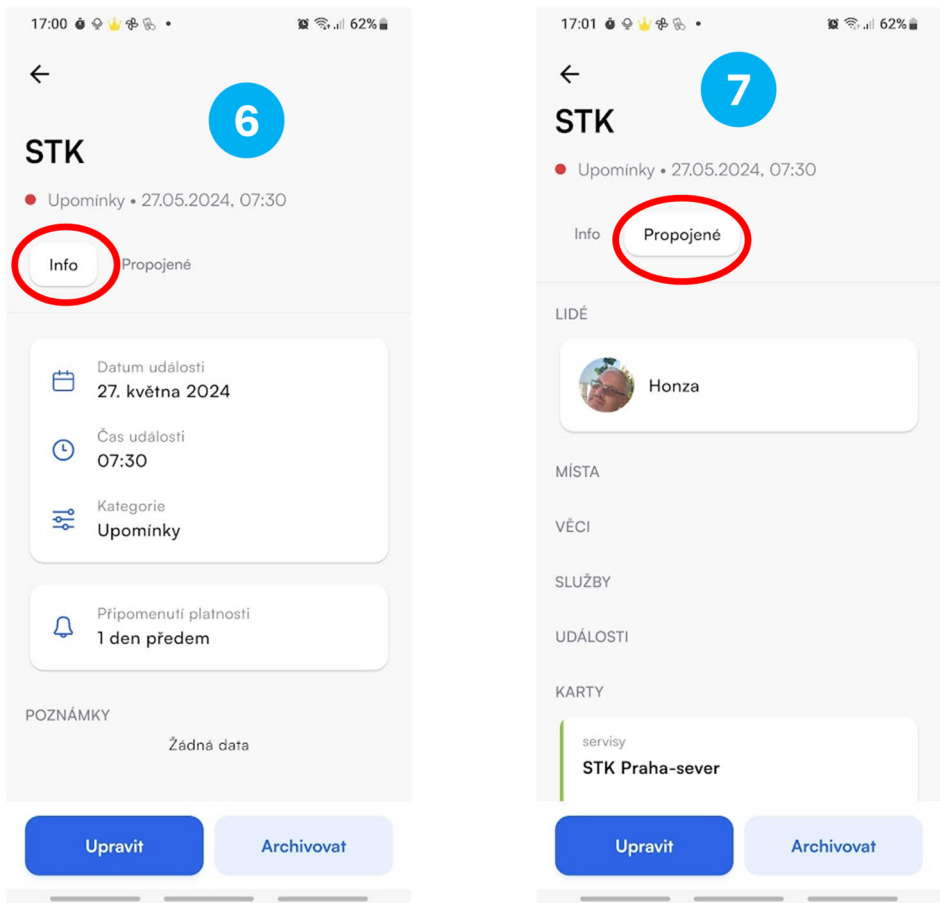 17:00
62%
6
STK
Upomínky • 27.05.2024, 07:30
Info
Propojené
Datum události
27. května 2024
Čas události
07:30
Kategorie
Upomínky
Připomenutí platnosti
1 den předem
POZNÁMKY
Žádná data
Upravit
Archivovat
17:01
62%
7
STK
Upomínky • 27.05.2024, 07:30
Info
Propojené
LIDÉ
Honza
MÍSTA
VĚCI
SLUŽBY
UDÁLOSTI
KARTY
servisy
STK Praha-sever
Upravit
Archivovat